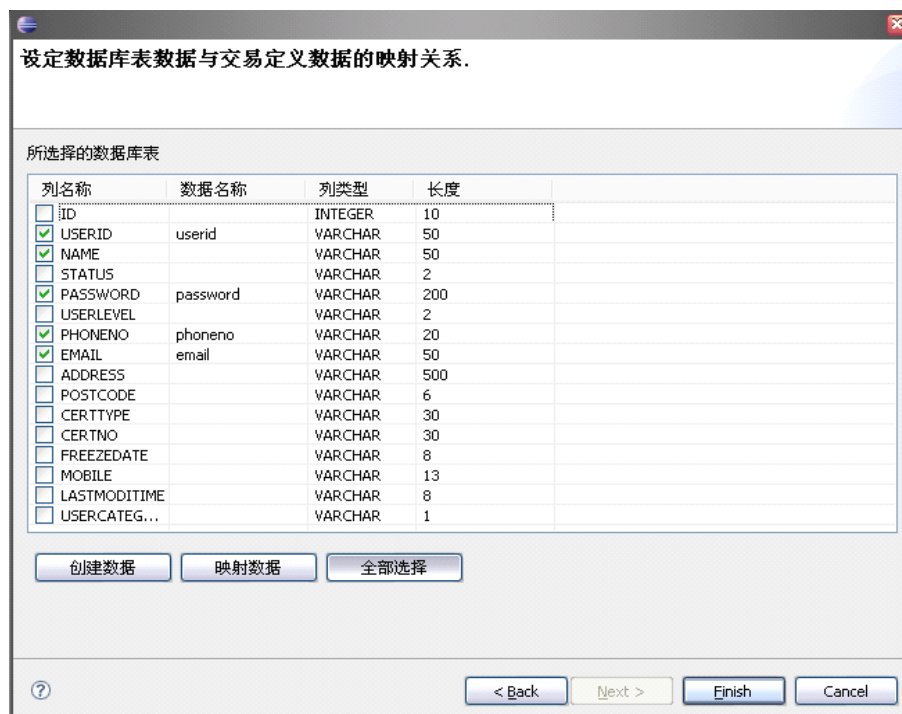 设定数据库表数据与交易定义数据的映射关系.
所选择的数据库表
列名称 数据名称 列类型 长度
ID INTEGER 10
USERID userid VARCHAR 50
NAME VARCHAR 50
STATUS VARCHAR 2
PASSWORD password VARCHAR 200
USERLEVEL VARCHAR 2
PHONENO phoneno VARCHAR 20
EMAIL email VARCHAR 50
ADDRESS VARCHAR 500
POSTCODE VARCHAR 6
CERTTYPE VARCHAR 30
CERTNO VARCHAR 30
FREEZEDATE VARCHAR 8
MOBILE VARCHAR 13
LASTMODITIME VARCHAR 8
USERCATEG... VARCHAR 1
创建数据 映射数据 全部选择
? < Back Next > Finish Cancel